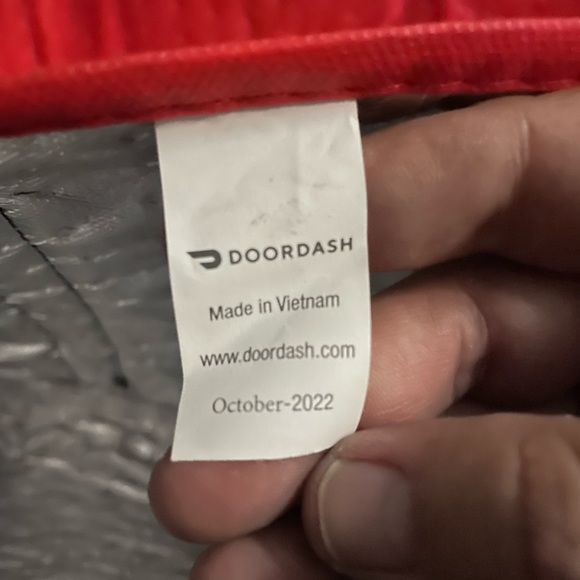 DOORDASH
Made in Vietnam
www.doordash.com
October-2022